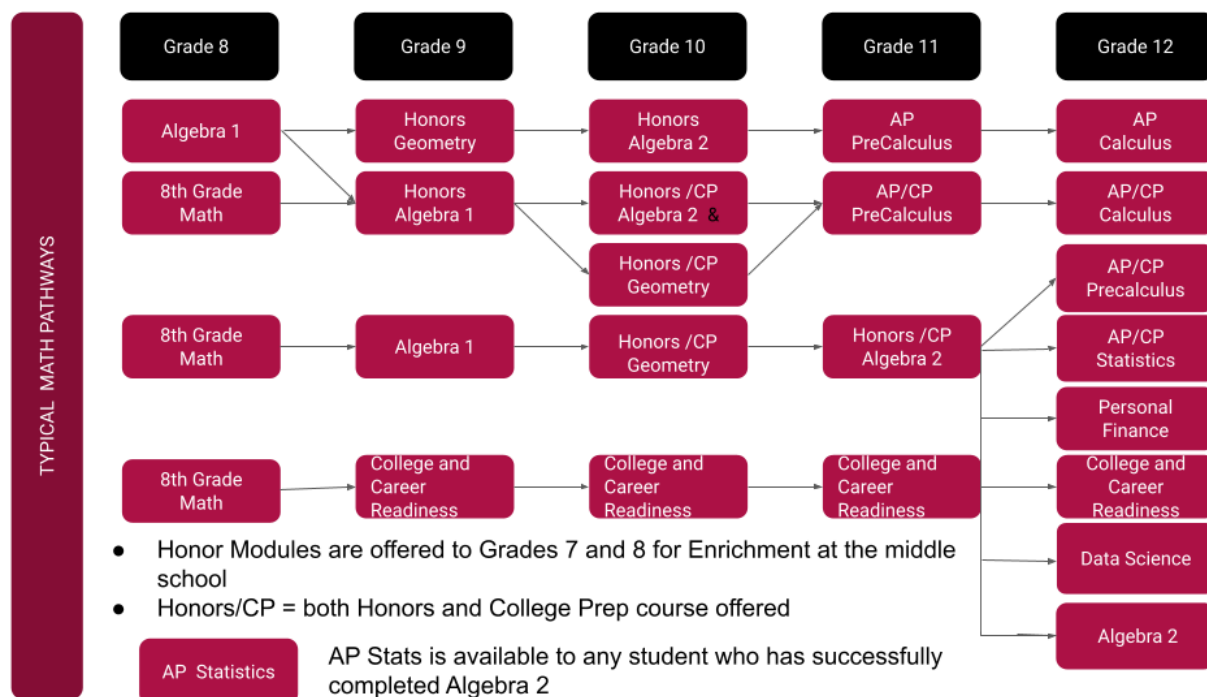 TYPICAL MATH PATHWAYS
Grade 8
Grade 9
Grade 10
Grade 11
Grade 12
Algebra 1
Honors
Geometry
Honors
Algebra 2
AP
PreCalculus
AP
Calculus
8th Grade
Math
Honors
Algebra 1
Honors /CP
Algebra 2 &
AP/CP
PreCalculus
AP/CP
Calculus
Honors /CP
Geometry
AP/CP
Precalculus
8th Grade
Math
Algebra 1
Honors /CP
Geometry
Honors /CP
Algebra 2
AP/CP
Statistics
Personal
Finance
8th Grade
Math
College and
Career
Readiness
College and
Career
Readiness
College and
Career
Readiness
College and
Career
Readiness
Data Science
Algebra 2
● Honor Modules are offered to Grades 7 and 8 for Enrichment at the middle
school
● Honors/CP = both Honors and College Prep course offered
AP Statistics
AP Stats is available to any student who has successfully
completed Algebra 2